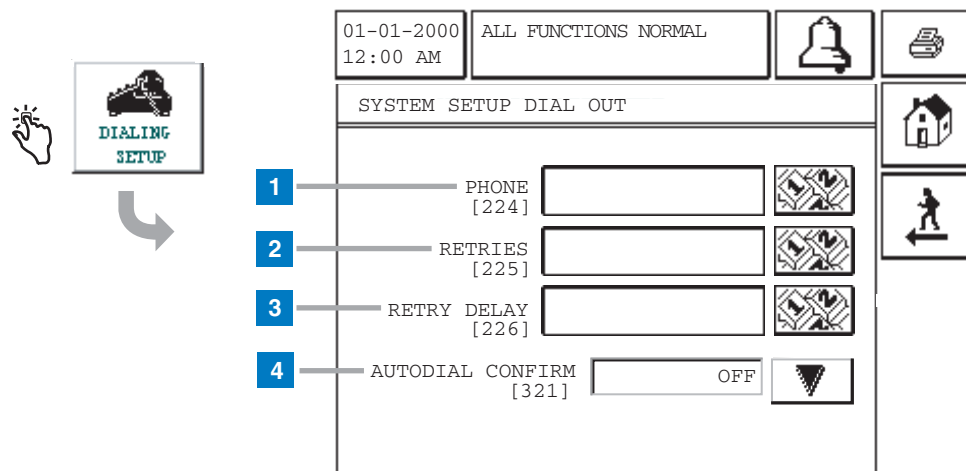 01-01-2000
12:00 AM
ALL FUNCTIONS NORMAL
SYSTEM SETUP DIAL OUT
DIALING
SETUP
1
PHONE
[224]
2
RETRIES
[225]
3
RETRY DELAY
[226]
4
AUTODIAL CONFIRM
[321]
OFF